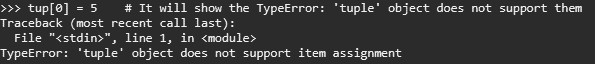 >>> tup[0] = 5    # It will show the TypeError: 'tuple' object does not support them
Traceback (most recent call last):
  File "<stdin>", line 1, in <module>
TypeError: 'tuple' object does not support item assignment